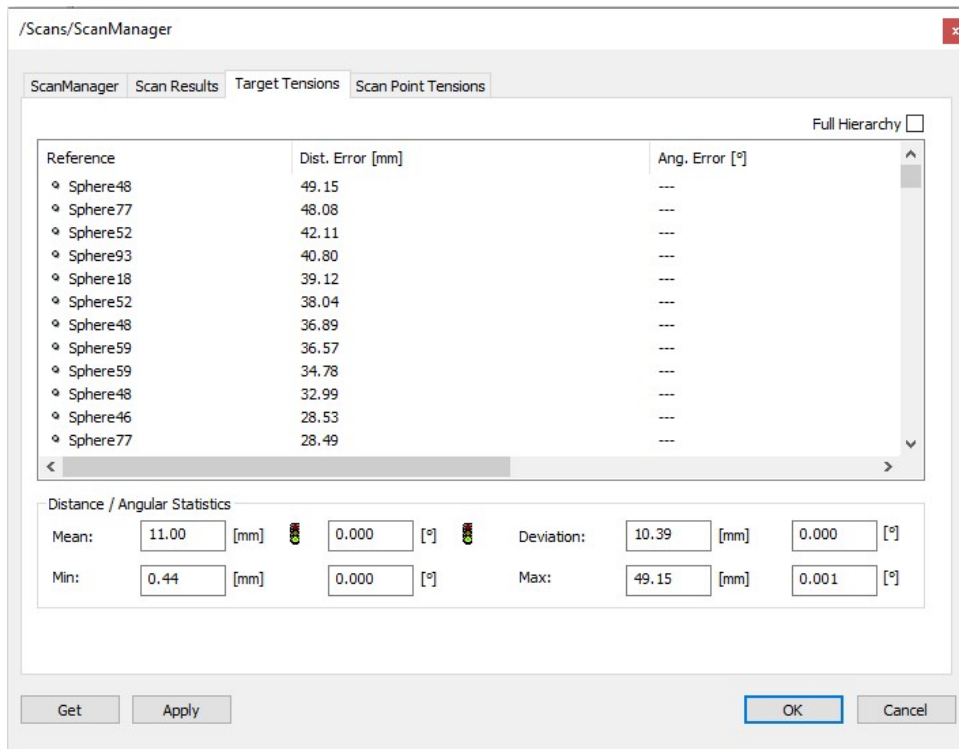 /Scans/ScanManager
x
ScanManager Scan Results Target Tensions Scan Point Tensions
Full Hierarchy
Reference Dist. Error [mm] Ang. Error [º]
Sphere48 49.15 ---
Sphere77 48.08 ---
Sphere52 42.11 ---
Sphere93 40.80 ---
Sphere18 39.12 ---
Sphere52 38.04 ---
Sphere48 36.89 ---
Sphere59 36.57 ---
Sphere59 34.78 ---
Sphere48 32.99 ---
Sphere46 28.53 ---
Sphere77 28.49 ---
Distance / Angular Statistics
Mean: 11.00 [mm] 0.000 [º] Deviation: 10.39 [mm] 0.000 [º]
Min: 0.44 [mm] 0.000 [º] Max: 49.15 [mm] 0.001 [º]
Get Apply OK Cancel